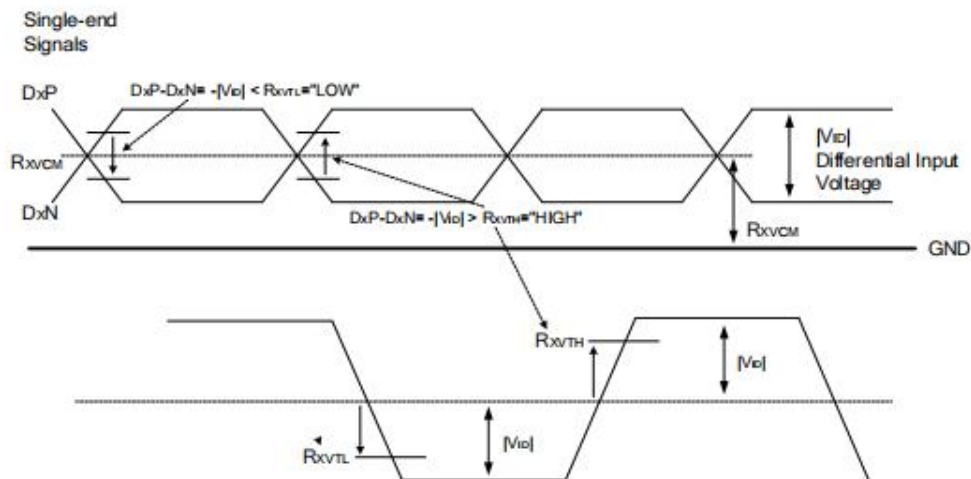 Single-end
Signals
DxP
DxP-DxN= -|VID| < RXVTL="LOW"
RXVCM
|VID|
Differential Input
Voltage
DxN
DxP-DxN= -|VID| > RXVTH="HIGH"
RXVCM
GND
RXVTH
|VID|
|VID|
RXVTL